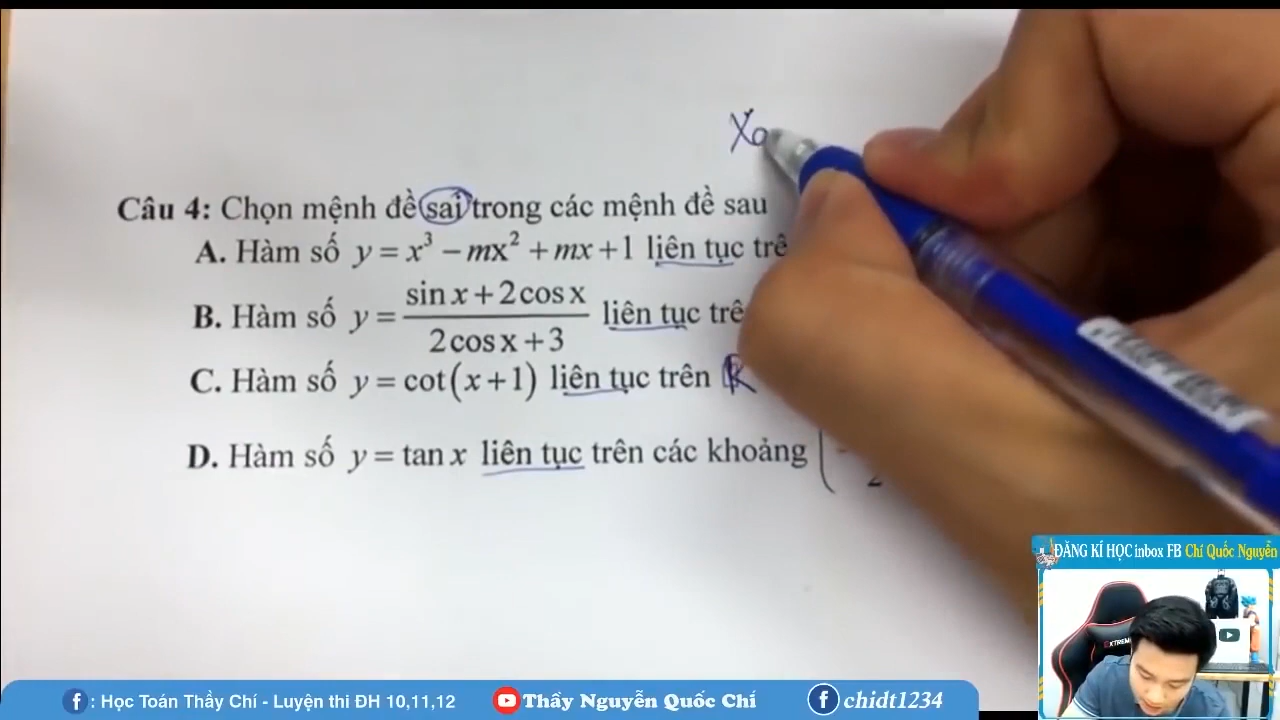 Xo
Câu 4: Chọn mệnh đề sai trong các mệnh đề sau
A. Hàm số y = x³ − mx² + mx + 1 liên tục trê
B. Hàm số y = (sin x + 2cos x)/(2cos x + 3) liên tục trê
C. Hàm số y = cot(x+1) liên tục trên R
D. Hàm số y = tan x liên tục trên các khoảng (
ĐĂNG KÍ HỌC inbox FB Chí Quốc Nguyễn
: Học Toán Thầy Chí - Luyện thi ĐH 10,11,12
Thầy Nguyễn Quốc Chí
chidt1234